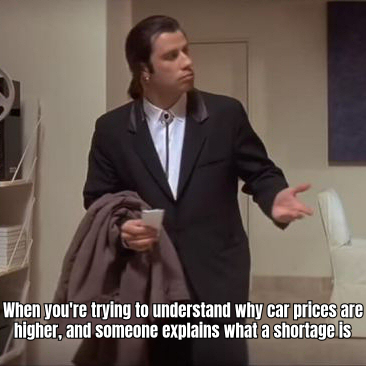 When you're trying to understand why car prices are
higher, and someone explains what a shortage is